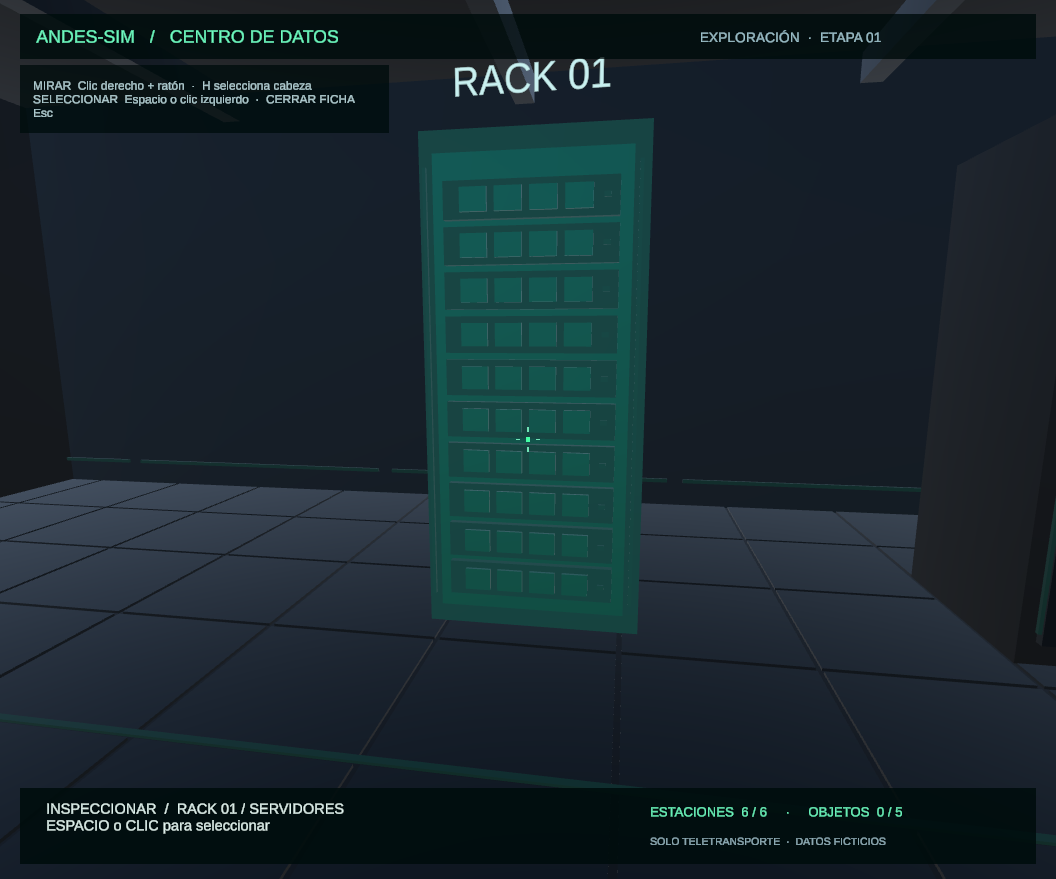 ANDES-SIM / CENTRO DE DATOS
EXPLORACIÓN · ETAPA 01
MIRAR Clic derecho + ratón · H selecciona cabeza
SELECCIONAR Espacio o clic izquierdo · CERRAR FICHA
Esc
RACK 01
INSPECCIONAR / RACK 01 / SERVIDORES
ESPACIO o CLIC para seleccionar
ESTACIONES 6 / 6 · OBJETOS 0 / 5
SOLO TELETRANSPORTE · DATOS FICTICIOS